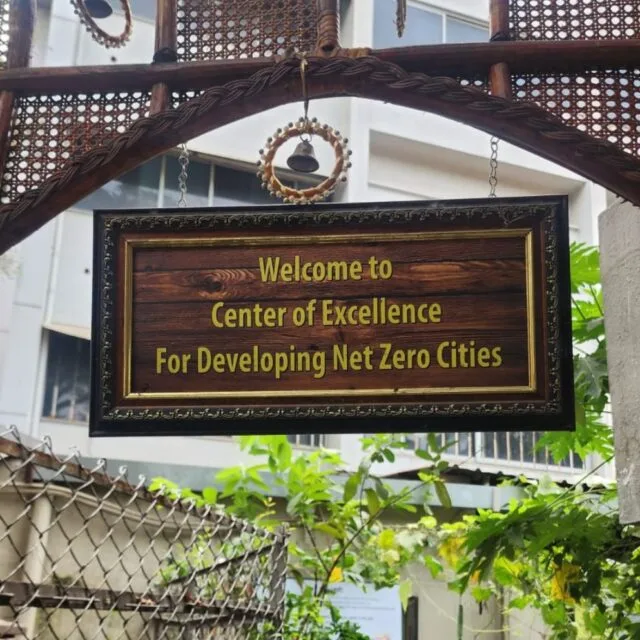 Welcome to
Center of Excellence
For Developing Net Zero Cities